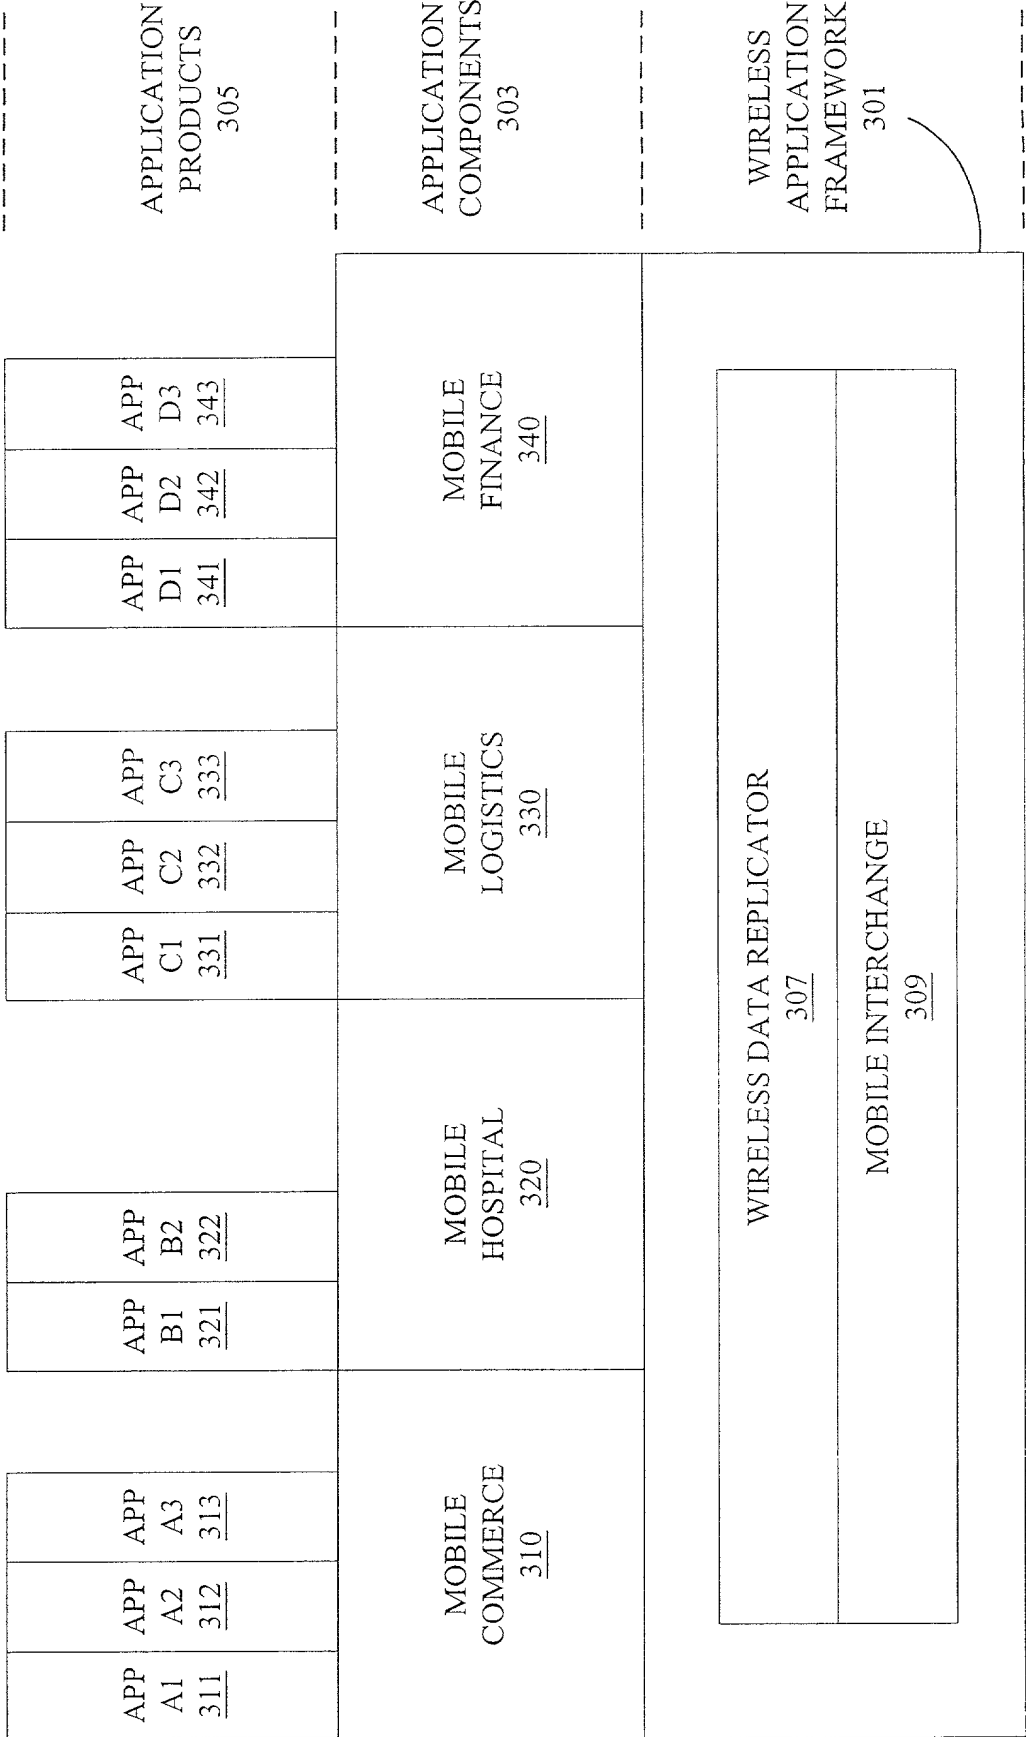 APP
A1
311
APP
A2
312
APP
A3
313
APP
B1
321
APP
B2
322
APP
C1
331
APP
C2
332
APP
C3
333
APP
D1
341
APP
D2
342
APP
D3
343
APPLICATION
PRODUCTS
305
MOBILE
COMMERCE
310
MOBILE
HOSPITAL
320
MOBILE
LOGISTICS
330
MOBILE
FINANCE
340
APPLICATION
COMPONENTS
303
WIRELESS DATA REPLICATOR
307
MOBILE INTERCHANGE
309
WIRELESS
APPLICATION
FRAMEWORK
301